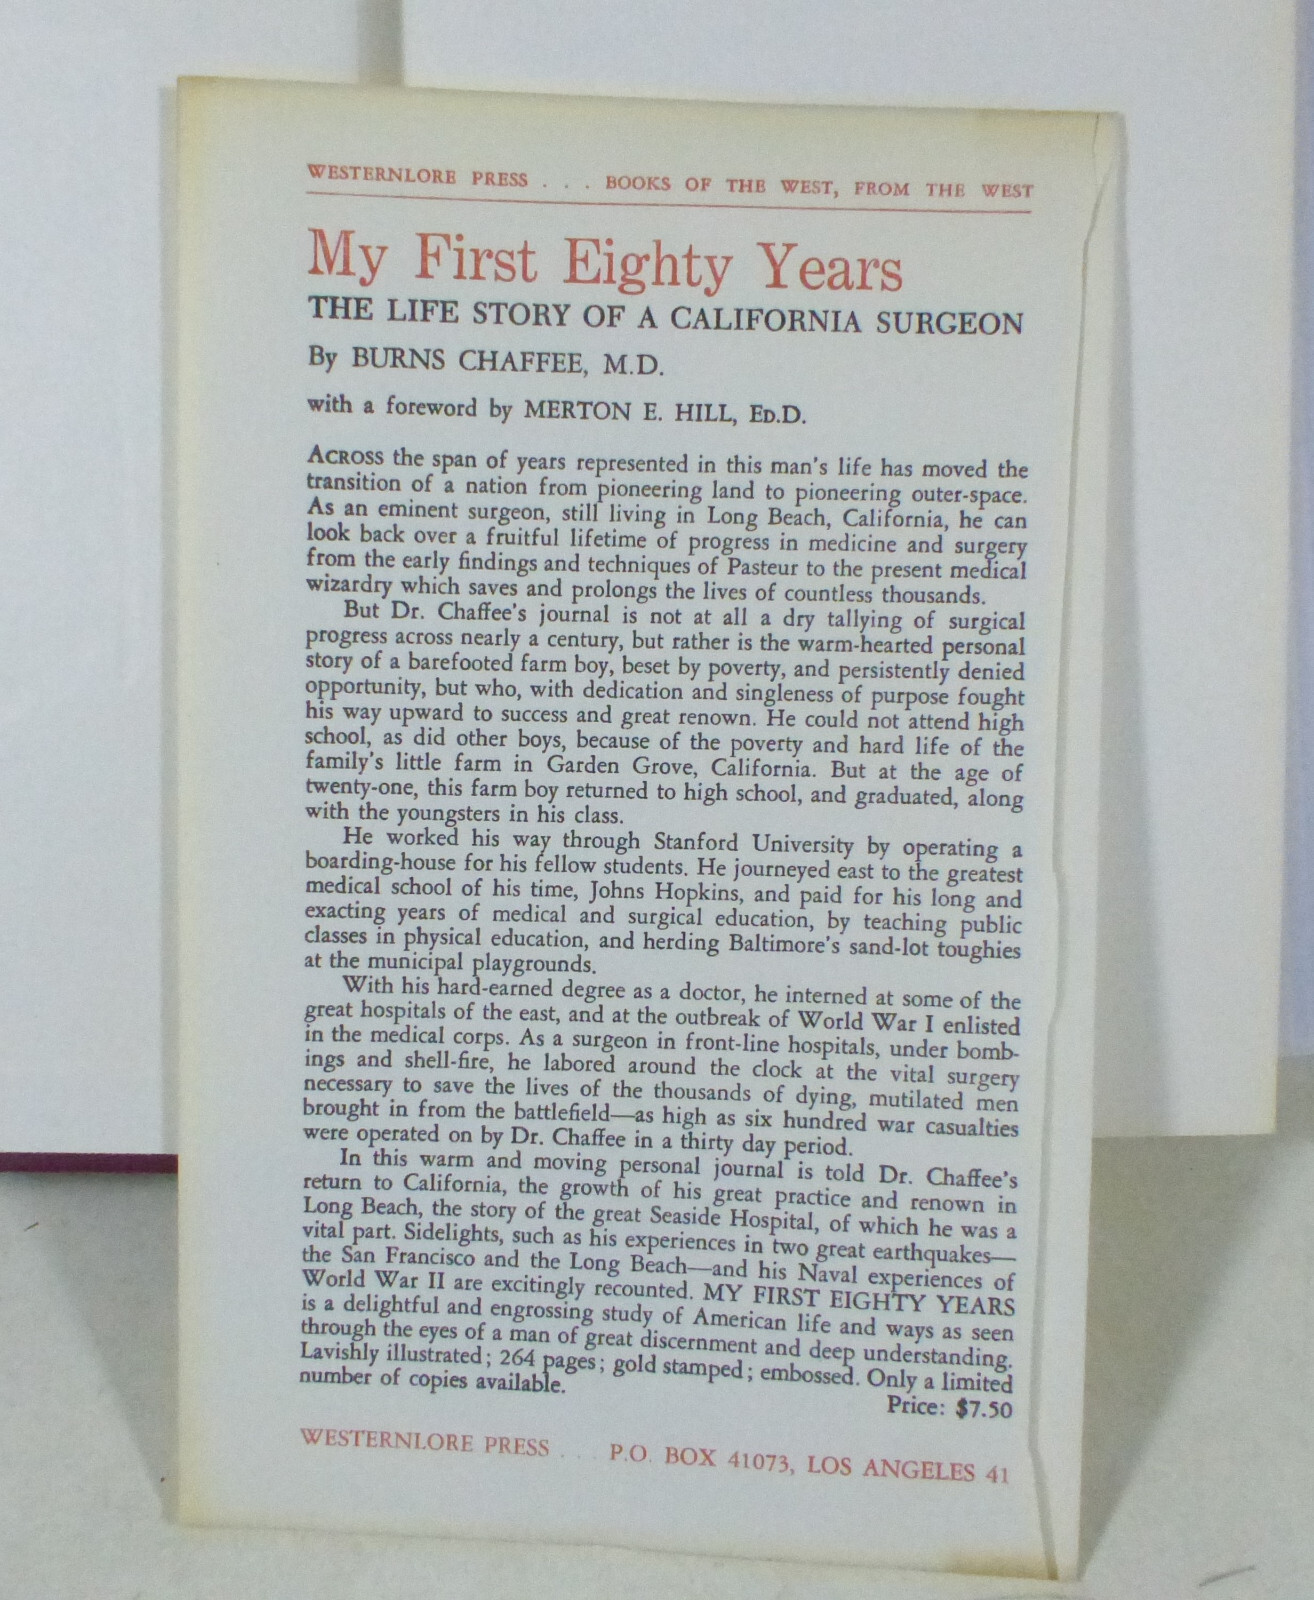 WESTERNLORE PRESS . . . BOOKS OF THE WEST, FROM THE WEST
My First Eighty Years
THE LIFE STORY OF A CALIFORNIA SURGEON
By BURNS CHAFFEE, M.D.
with a foreword by MERTON E. HILL, ED.D.
ACROSS the span of years represented in this man's life has moved the
transition of a nation from pioneering land to pioneering outer-space.
As an eminent surgeon, still living in Long Beach, California, he can
look back over a fruitful lifetime of progress in medicine and surgery
from the early findings and techniques of Pasteur to the present medical
wizardry which saves and prolongs the lives of countless thousands.
But Dr. Chaffee's journal is not at all a dry tallying of surgical
progress across nearly a century, but rather is the warm-hearted personal
story of a barefooted farm boy, beset by poverty, and persistently denied
opportunity, but who, with dedication and singleness of purpose fought
his way upward to success and great renown. He could not attend high
school, as did other boys, because of the poverty and hard life of the
family's little farm in Garden Grove, California. But at the age of
twenty-one, this farm boy returned to high school, and graduated, along
with the youngsters in his class.
He worked his way through Stanford University by operating a
boarding-house for his fellow students. He journeyed east to the greatest
medical school of his time, Johns Hopkins, and paid for his long and
exacting years of medical and surgical education, by teaching public
classes in physical education, and herding Baltimore's sand-lot toughies
at the municipal playgrounds.
With his hard-earned degree as a doctor, he interned at some of the
great hospitals of the east, and at the outbreak of World War I enlisted
in the medical corps. As a surgeon in front-line hospitals, under bomb-
ings and shell-fire, he labored around the clock at the vital surgery
necessary to save the lives of the thousands of dying, mutilated men
brought in from the battlefield—as high as six hundred war casualties
were operated on by Dr. Chaffee in a thirty day period.
In this warm and moving personal journal is told Dr. Chaffee's
return to California, the growth of his great practice and renown in
Long Beach, the story of the great Seaside Hospital, of which he was a
vital part. Sidelights, such as his experiences in two great earthquakes—
the San Francisco and the Long Beach—and his Naval experiences of
World War II are excitingly recounted. MY FIRST EIGHTY YEARS
is a delightful and engrossing study of American life and ways as seen
through the eyes of a man of great discernment and deep understanding.
Lavishly illustrated; 264 pages; gold stamped; embossed. Only a limited
number of copies available.
Price: $7.50
WESTERNLORE PRESS . . . P.O. BOX 41073, LOS ANGELES 41